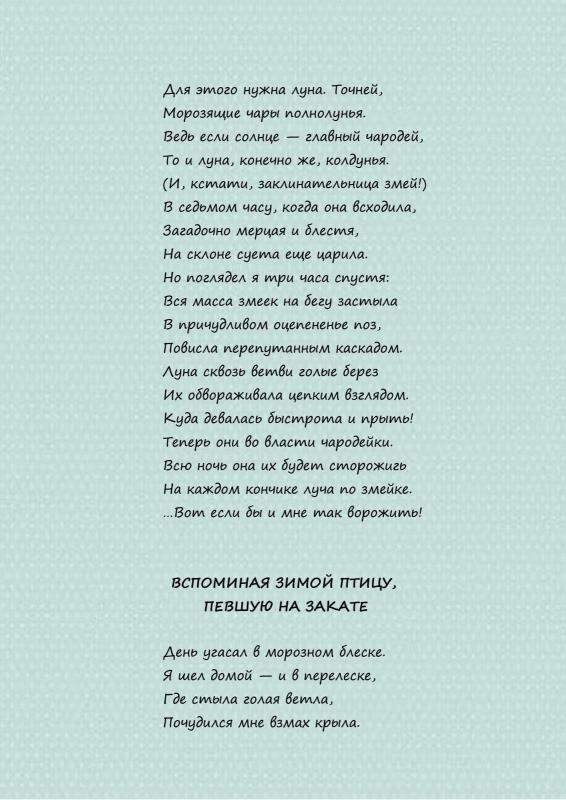 Для этого нужна луна. Точней,
Морозящие чары полнолунья.
Ведь если солнце — главный чародей,
То и луна, конечно же, колдунья.
(И, кстати, заклинательница змей!)
В седьмом часу, когда она всходила,
Загадочно мерцая и блестя,
На склоне суета еще царила.
Но поглядел я три часа спустя:
Вся масса змеек на бегу застыла
В причудливом оцепененье поз,
Повисла перепутанным каскадом.
Луна сквозь ветви голые берез
Их обвораживала цепким взглядом.
Куда девалась быстрота и прыть!
Теперь они во власти чародейки.
Всю ночь она их будет сторожигь
На каждом кончике луча по змейке.
...Вот если бы и мне так ворожить!
ВСПОМИНАЯ ЗИМОЙ ПТИЦУ,
ПЕВШУЮ НА ЗАКАТЕ
День угасал в морозном блеске.
Я шел домой — и в перелеске,
Где стыла голая ветла,
Почудился мне взмах крыла.